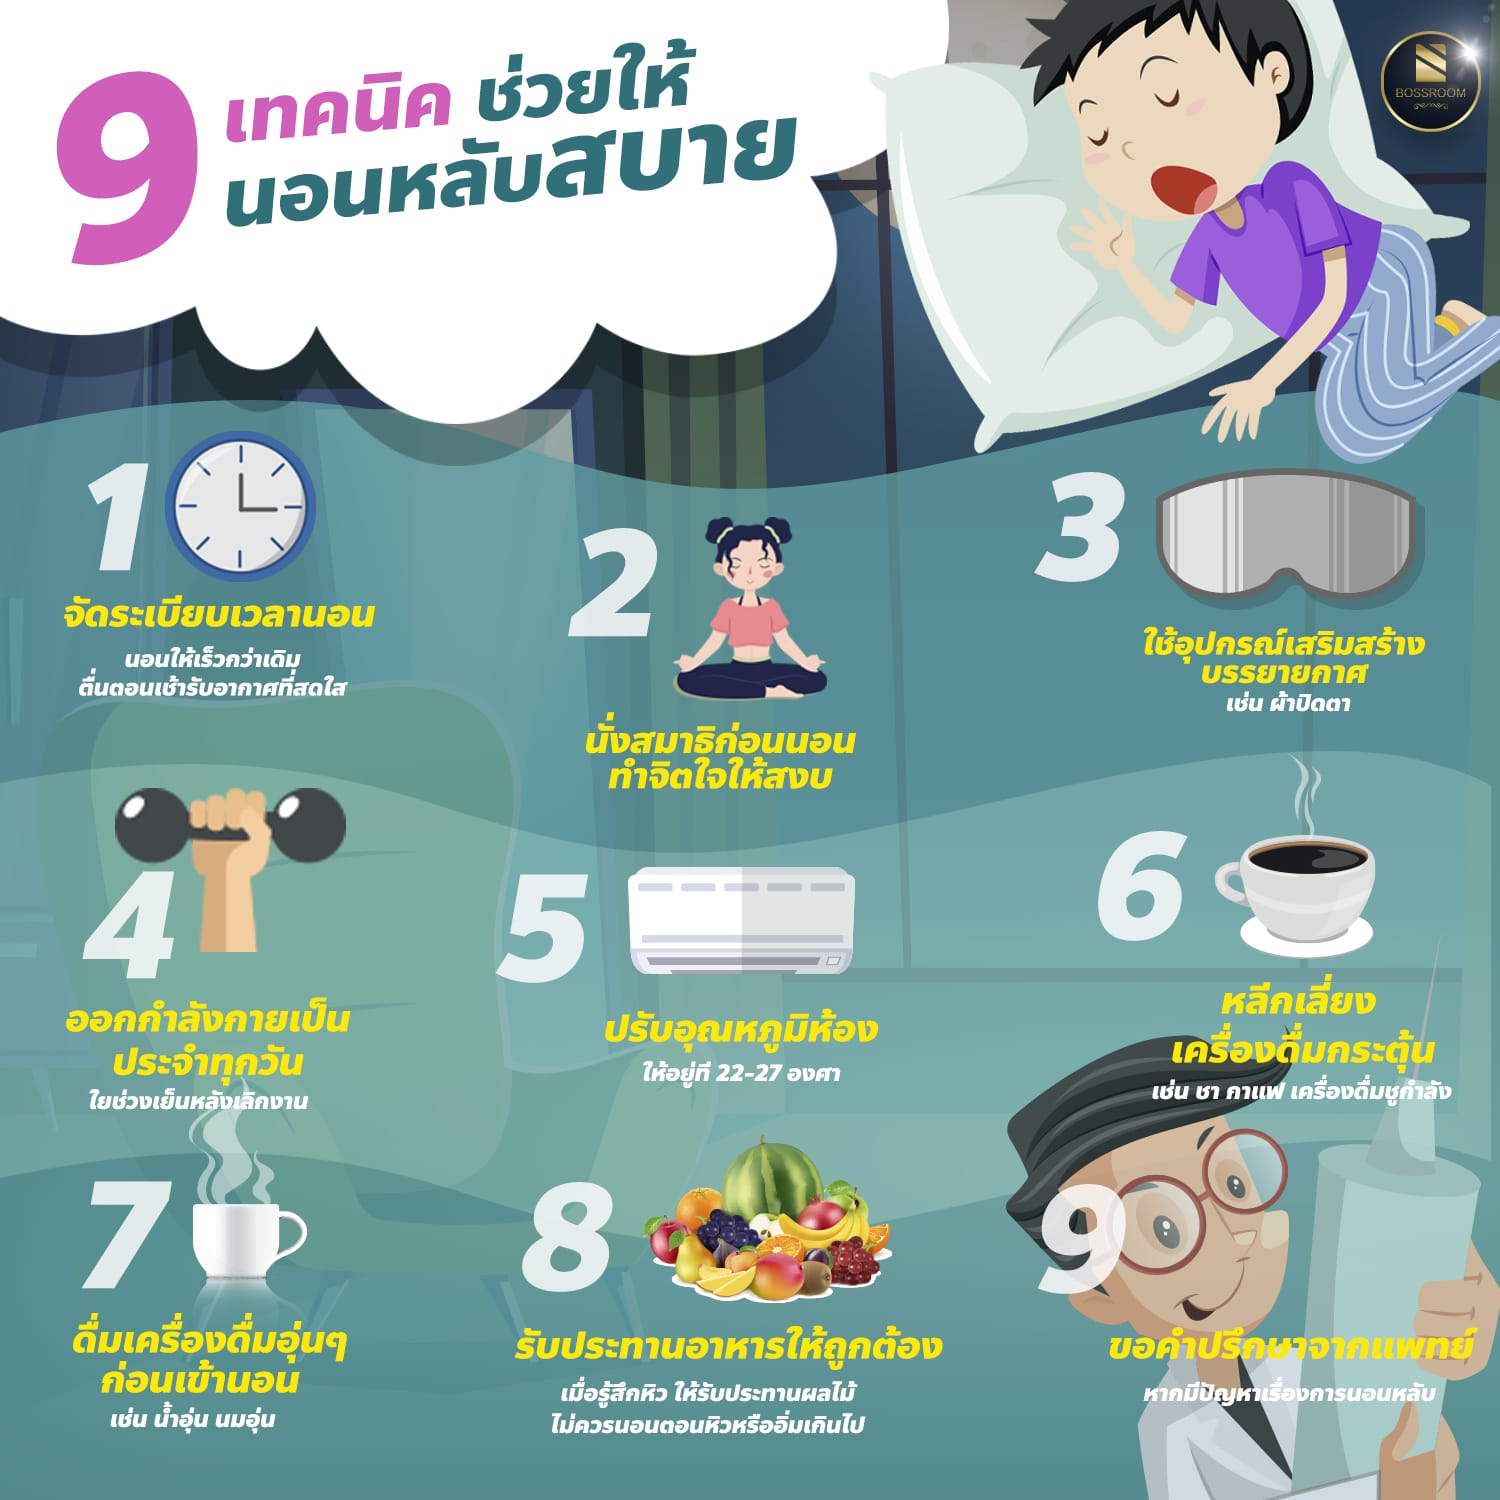 9
เทคนิค ช่วยให้
นอนหลับสบาย
BOSSROOM
1
จัดระเบียบเวลานอน
นอนให้เร็วกว่าเดิม
ตื่นตอนเช้ารับอากาศที่สดใส
2
นั่งสมาธิก่อนนอน
ทำจิตใจให้สงบ
3
ใช้อุปกรณ์เสริมสร้าง
บรรยายกาศ
เช่น ผ้าปิดตา
4
ออกกำลังกายเป็น
ประจำทุกวัน
ใยช่วงเย็นหลังเลิกงาน
5
ปรับอุณหภูมิห้อง
ให้อยู่ที่ 22-27 องศา
6
หลีกเลี่ยง
เครื่องดื่มกระตุ้น
เช่น ชา กาแฟ เครื่องดื่มชูกำลัง
7
ดื่มเครื่องดื่มอุ่นๆ
ก่อนเข้านอน
เช่น น้ำอุ่น นมอุ่น
8
รับประทานอาหารให้ถูกต้อง
เมื่อรู้สึกหิว ให้รับประทานผลไม้
ไม่ควรนอนตอนหิวหรืออิ่มเกินไป
9
ขอคำปรึกษาจากแพทย์
หากมีปัญหาเรื่องการนอนหลับ